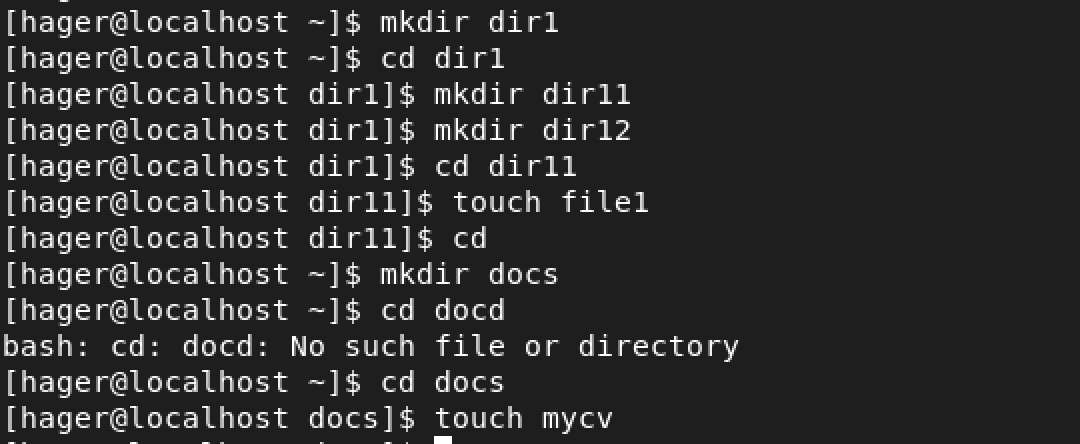 [hager@localhost ~]$ mkdir dir1
[hager@localhost ~]$ cd dir1
[hager@localhost dir1]$ mkdir dir11
[hager@localhost dir1]$ mkdir dir12
[hager@localhost dir1]$ cd dir11
[hager@localhost dir11]$ touch file1
[hager@localhost dir11]$ cd
[hager@localhost ~]$ mkdir docs
[hager@localhost ~]$ cd docd
bash: cd: docd: No such file or directory
[hager@localhost ~]$ cd docs
[hager@localhost docs]$ touch mycv